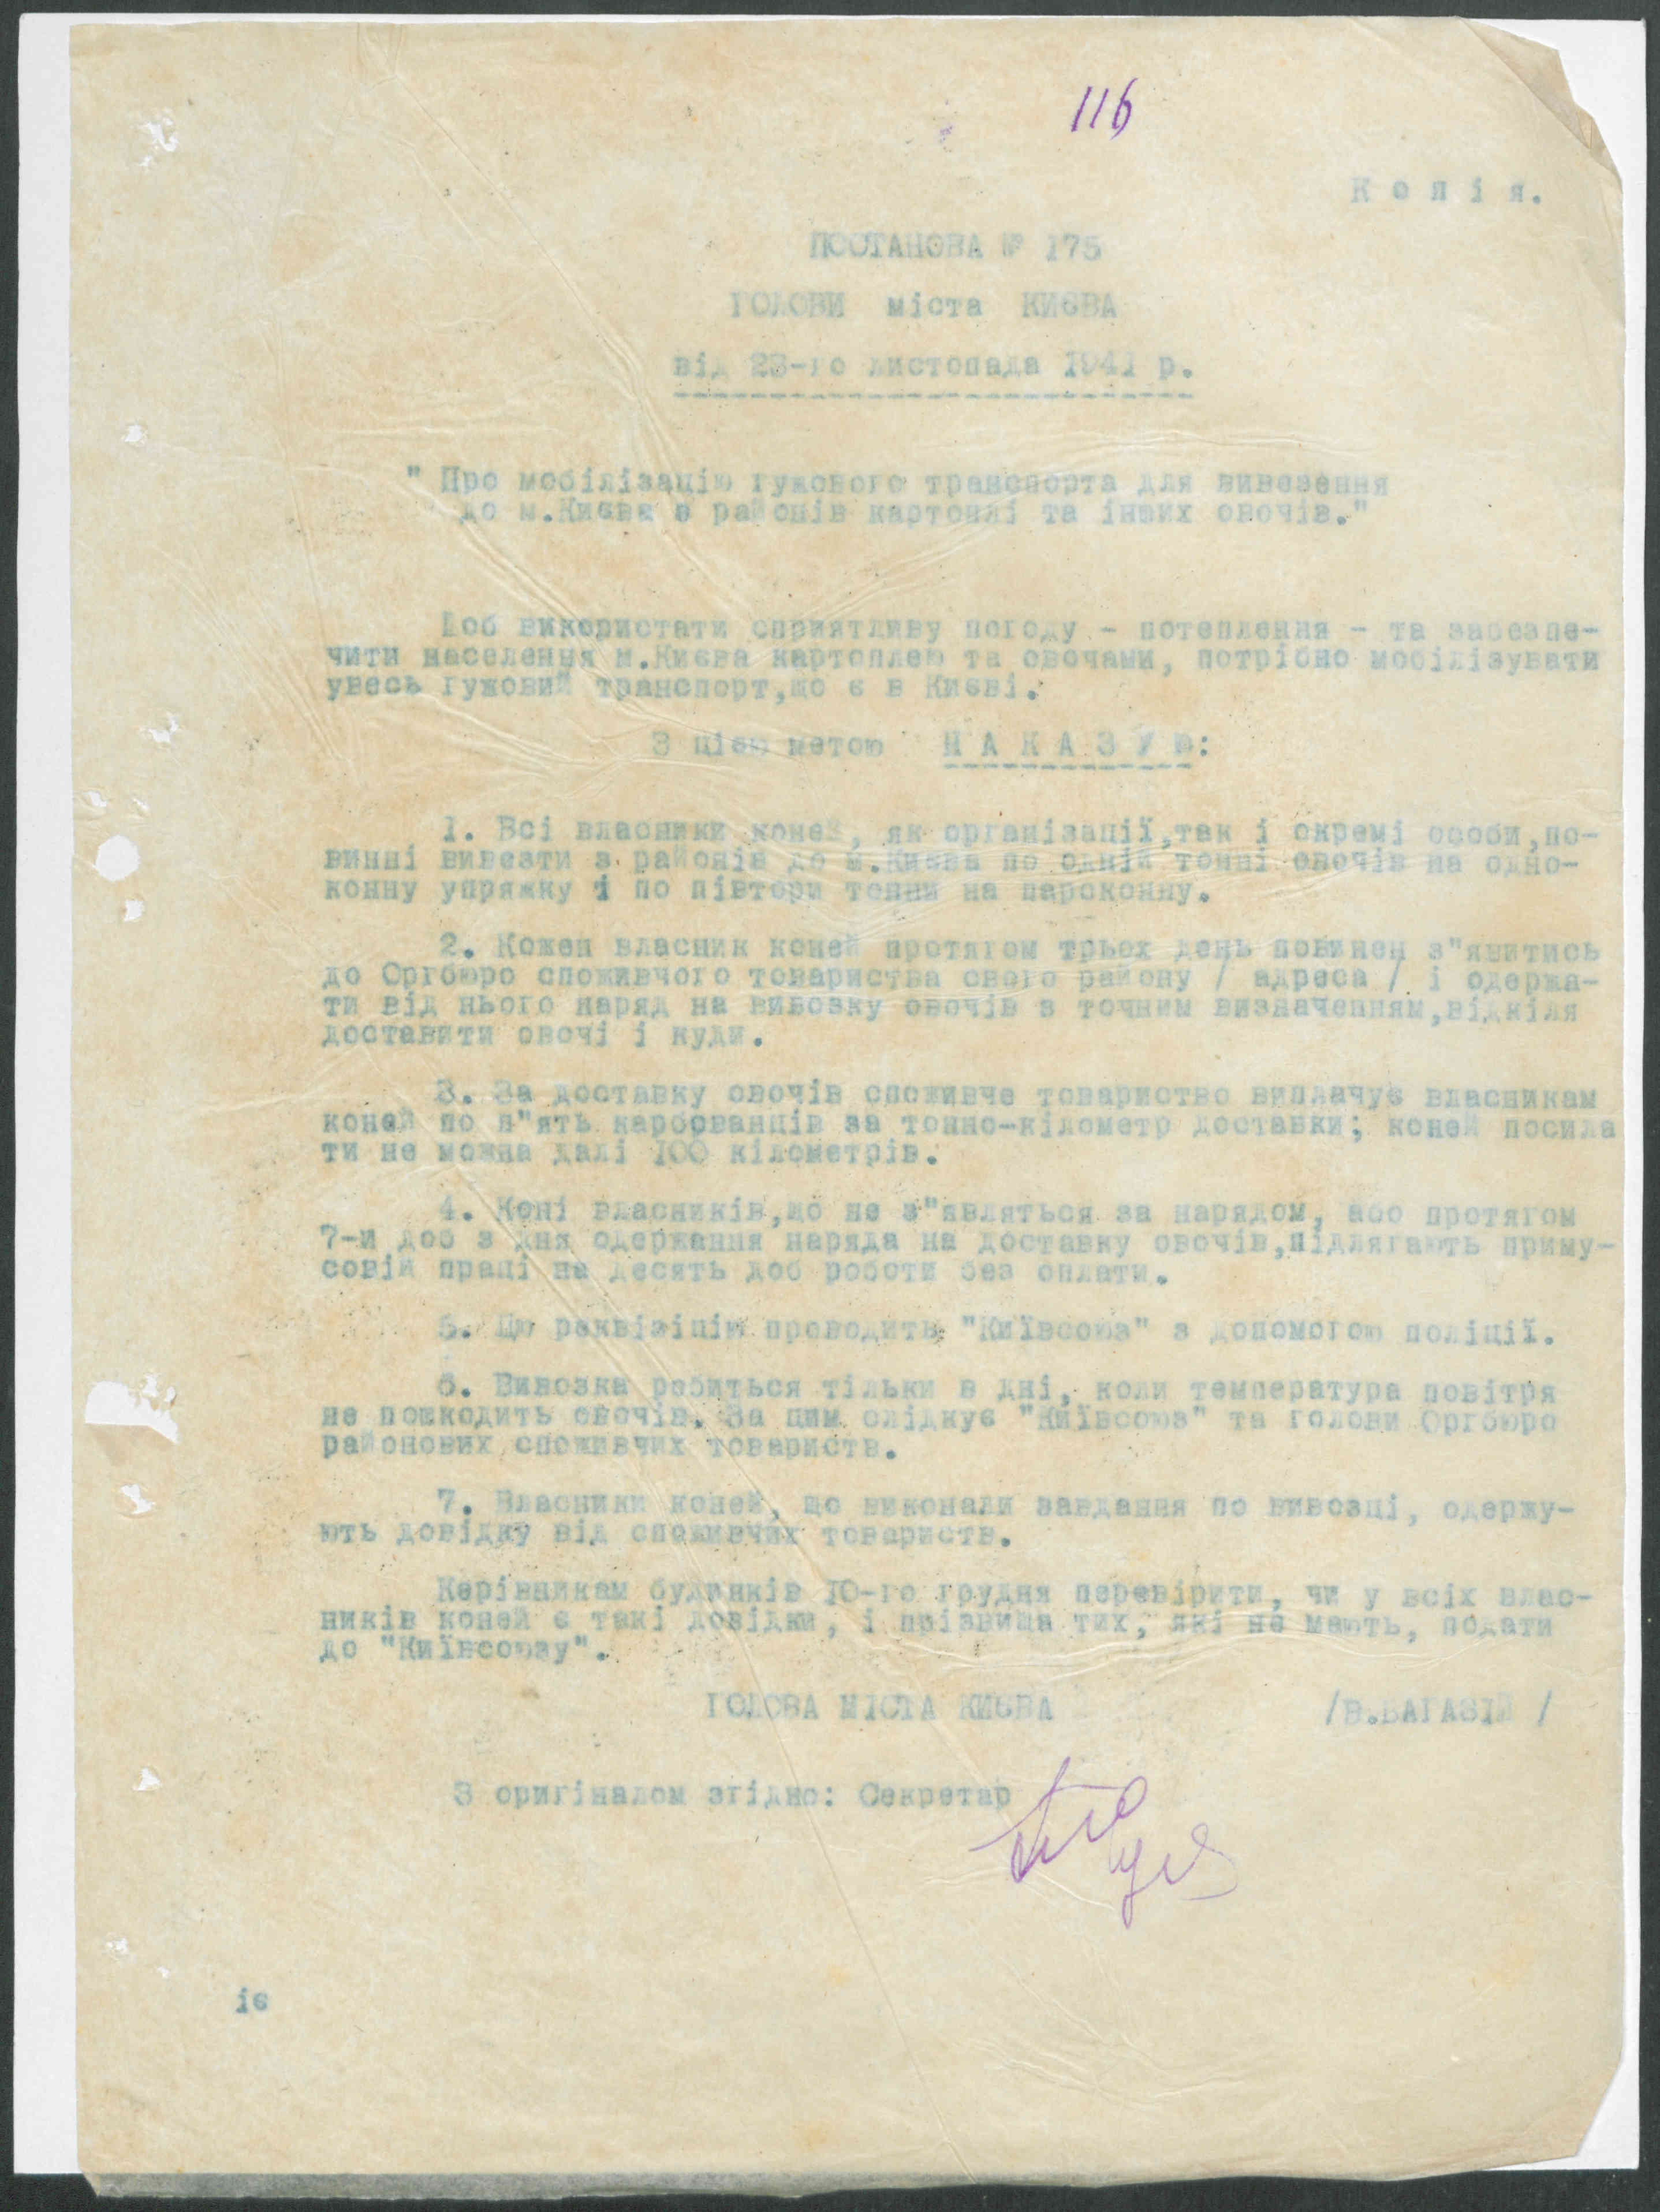 116
К о п і я.
ПОСТАНОВА № 175
ГОЛОВИ міста КИЄВА
від 28-го листопада 1941 р.
" Про мобілізацію гужового транспорта для вивезення
до м.Києва з районів картоплі та інших овочів."
Щоб використати сприятливу погоду - потепління - та забезпе-
чити населення м.Києва картоплею та овочами, потрібно мобілізувати
увесь гужовий транспорт,що є в Києві.
З цією метою Н А К А З У Ю:
1. Всі власники коней, як організації,так і окремі особи,по-
винні вивезти з районів до м.Києва по одній тонні овочів на одно-
конну упряжку і по півтори тонни на пароконну.
2. Кожен власник коней протягом трьох день повинен з"явитись
до Оргбюро споживчого товариства свого району / адреса / і одержа-
ти від нього наряд на вивозку овочів з точним визначенням,відкіля
доставити овочі і куди.
3. За доставку овочів споживче товариство виплачує власникам
коней по п"ять карбованців за тонно-кілометр доставки; коней посила
ти не можна далі 100 кілометрів.
4. Коні власників,що не з"являться за нарядом, або протягом
7-и доб з дня одержання наряда на доставку овочів,підлягають приму-
совій праці на десять доб роботи без оплати.
5. Цю реквізіцію проводить "Київсоюз" з допомогою поліції.
6. Вивозка робиться тільки в дні, коли температура повітря
не пошкодить овочів. За цим слідкує "Київсоюз" та голови Оргбюро
районових споживчих товариств.
7. Власники коней, що виконали завдання по вивозці, одержу-
ють довідку від споживчих товариств.
Керівникам будинків 10-го грудня перевірити, чи у всіх влас-
ників коней є такі довідки, і прізвища тих, які не мають, подати
до "Київсоюзу".
ГОЛОВА МІСТА КИЄВА /В.БАГАЗІЙ /
З оригіналом згідно: Секретар
іє